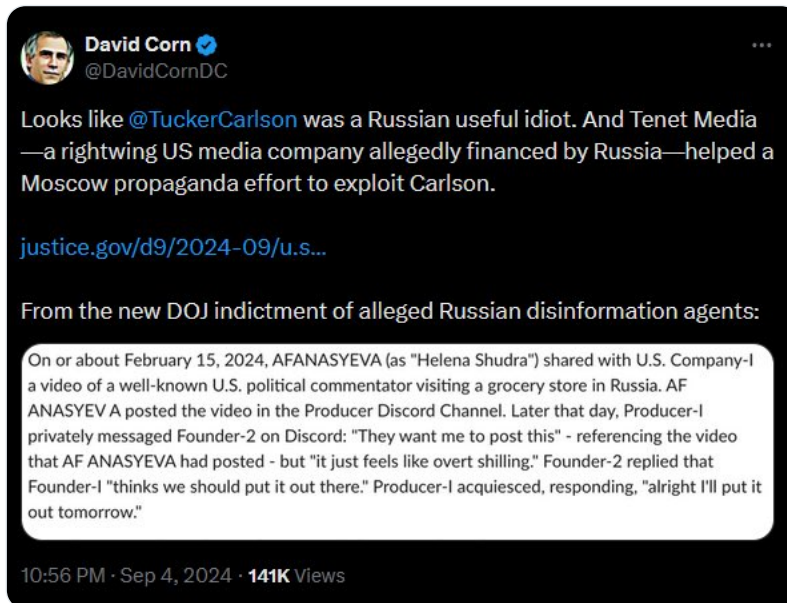 David Corn
@DavidCornDC
Looks like @TuckerCarlson was a Russian useful idiot. And Tenet Media
—a rightwing US media company allegedly financed by Russia—helped a
Moscow propaganda effort to exploit Carlson.
justice.gov/d9/2024-09/u.s...
From the new DOJ indictment of alleged Russian disinformation agents:
On or about February 15, 2024, AFANASYEVA (as "Helena Shudra") shared with U.S. Company-I
a video of a well-known U.S. political commentator visiting a grocery store in Russia. AF
ANASYEV A posted the video in the Producer Discord Channel. Later that day, Producer-I
privately messaged Founder-2 on Discord: "They want me to post this" - referencing the video
that AF ANASYEVA had posted - but "it just feels like overt shilling." Founder-2 replied that
Founder-I "thinks we should put it out there." Producer-I acquiesced, responding, "alright I'll put it
out tomorrow."
10:56 PM · Sep 4, 2024 · 141K Views